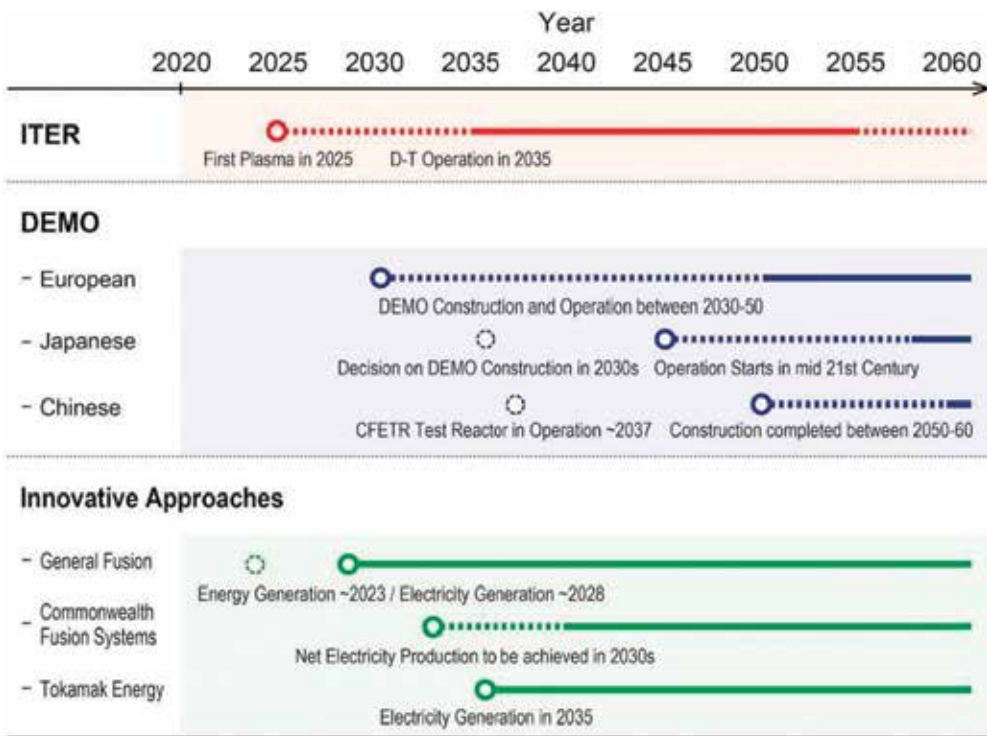 Year
2020 2025 2030 2035 2040 2045 2050 2055 2060
ITER
First Plasma in 2025 D-T Operation in 2035
DEMO
- European
DEMO Construction and Operation between 2030-50
- Japanese
Decision on DEMO Construction in 2030s Operation Starts in mid 21st Century
- Chinese
CFETR Test Reactor in Operation ~2037 Construction completed between 2050-60
Innovative Approaches
- General Fusion
Energy Generation ~2023 / Electricity Generation ~2028
- Commonwealth
Fusion Systems
Net Electricity Production to be achieved in 2030s
- Tokamak Energy
Electricity Generation in 2035